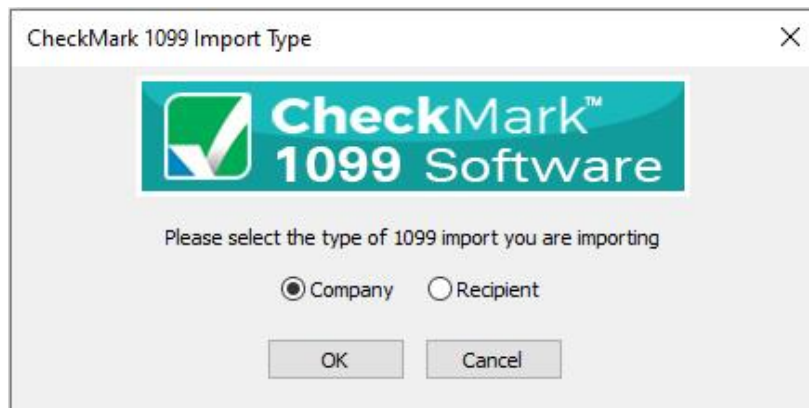 CheckMark 1099 Import Type
CheckMark™
1099 Software
Please select the type of 1099 import you are importing
Company Recipient
OK Cancel